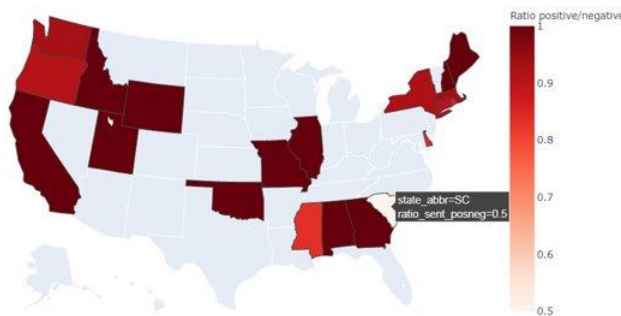 Ratio positive/negative
1
0.9
0.8
0.7
0.6
0.5
state_abbr=SC
ratio_sent_posneg=0.5